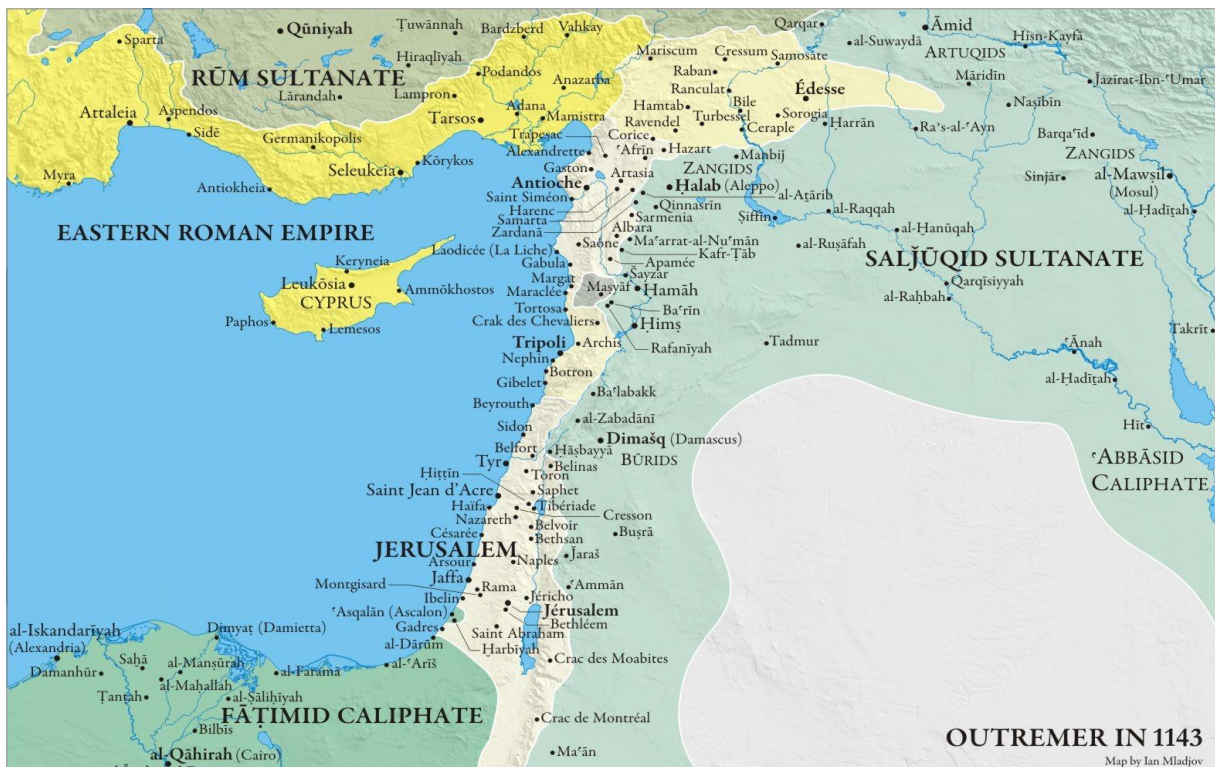 Sparta
Qūniyah
Ṭuwānnah
Bardzberd
Vahkay
Qarqar
Āmid
al-Suwaydā
ARTUQIDS
Ḥiṣn-Kayfā
Hiraqlīyah
RŪM SULTANATE
Podandos
Anazarba
Mariscum
Cressum
Samosate
Raban
Māridīn
Jazīrat-Ibn-ʿUmar
Lārandah
Lampron
Ranculat
Édesse
Attaleia
Aspendos
Adana
Hamtab
Bile
Naṣībīn
Tarsos
Mamistra
Turbessel
Sorogia
Sidē
Ravendel
Ceraple
Ḥarrān
Raʾs-al-ʿAyn
Barqaʿīd
Germanikopolis
Trapesac
Corice
Alexandrette
ʿAfrīn
Hazart
Manbij
ZANGIDS
ZANGIDS
Kōrykos
Seleukeia
Gaston
Artasia
Sinjār
al-Mawṣil
(Mosul)
Myra
Antiokheia
Antioche
Ḥalab (Aleppo)
al-Aṯārib
Saint Siméon
Qinnasrīn
al-Raqqah
al-Ḥadīṯah
Harenc
Samarta
Sarmenia
Ṣiffīn
Zardanā
Albara
al-Ḥanūqah
EASTERN ROMAN EMPIRE
Laodicée (La Liche)
Saône
Maʿarrat-al-Nuʿmān
al-Ruṣāfah
Kafr-Ṭāb
SALJŪQID SULTANATE
Keryneia
Gabula
Apamée
Šayzar
Leukōsia
CYPRUS
Ammōkhostos
Margat
Maraclée
Masyāf
Hamāh
Qarqīsiyyah
al-Raḥbah
Paphos
Lemesos
Tortosa
Baʿrīn
Crak des Chevaliers
Ḥimṣ
Takrīt
Tripoli
Archis
Rafanīyah
Tadmur
ʿĀnah
Nephin
Botron
al-Ḥadīṯah
Gibelet
Baʿlabakk
Beyrouth
al-Zabadānī
Hīt
Sidon
Dimašq (Damascus)
Belfort
Ḥāṣbayyā
BŪRIDS
ʿABBĀSID
CALIPHATE
Tyr
Belinas
Ḥiṭṭīn
Toron
Saint Jean d’Acre
Saphet
Haïfa
Tibériade
Nazareth
Cresson
Césarée
Belvoir
Buṣrā
Bethsan
JERUSALEM
Arsour
Naples
Jaraš
Jaffa
Montgisard
Rama
ʿAmmān
Ibelin
Jéricho
ʿAsqalān (Ascalon)
Jérusalem
al-Iskandarīyah
(Alexandria)
Dimyaṭ (Damietta)
Gadres
Bethléem
Saint Abraham
al-Dārūm
Ḥarbīyah
Damanhūr
Saḫā
al-Manṣūrah
al-Faramā
al-ʿArīš
Crac des Moabites
al-Maḥallah
Ṭanṭah
al-Ṣāliḥīyah
FĀṬIMID CALIPHATE
Crac de Montréal
Bilbīs
al-Qāhirah (Cairo)
Maʿān
OUTREMER IN 1143
Map by Ian Mladjov